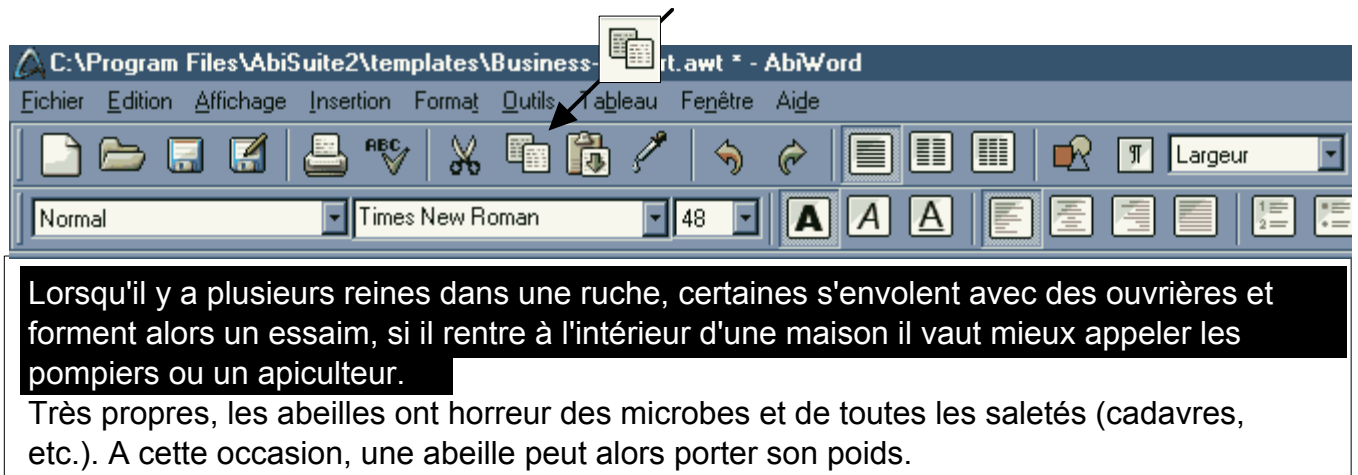 C:\Program Files\AbiSuite2\templates\Business- rt.awt * - AbiWord
Fichier Edition Affichage Insertion Format Outils Tableau Fenêtre Aide
ABC
Largeur
Normal Times New Roman 48 A A A
Lorsqu'il y a plusieurs reines dans une ruche, certaines s'envolent avec des ouvrières et
forment alors un essaim, si il rentre à l'intérieur d'une maison il vaut mieux appeler les
pompiers ou un apiculteur.
Très propres, les abeilles ont horreur des microbes et de toutes les saletés (cadavres,
etc.). A cette occasion, une abeille peut alors porter son poids.